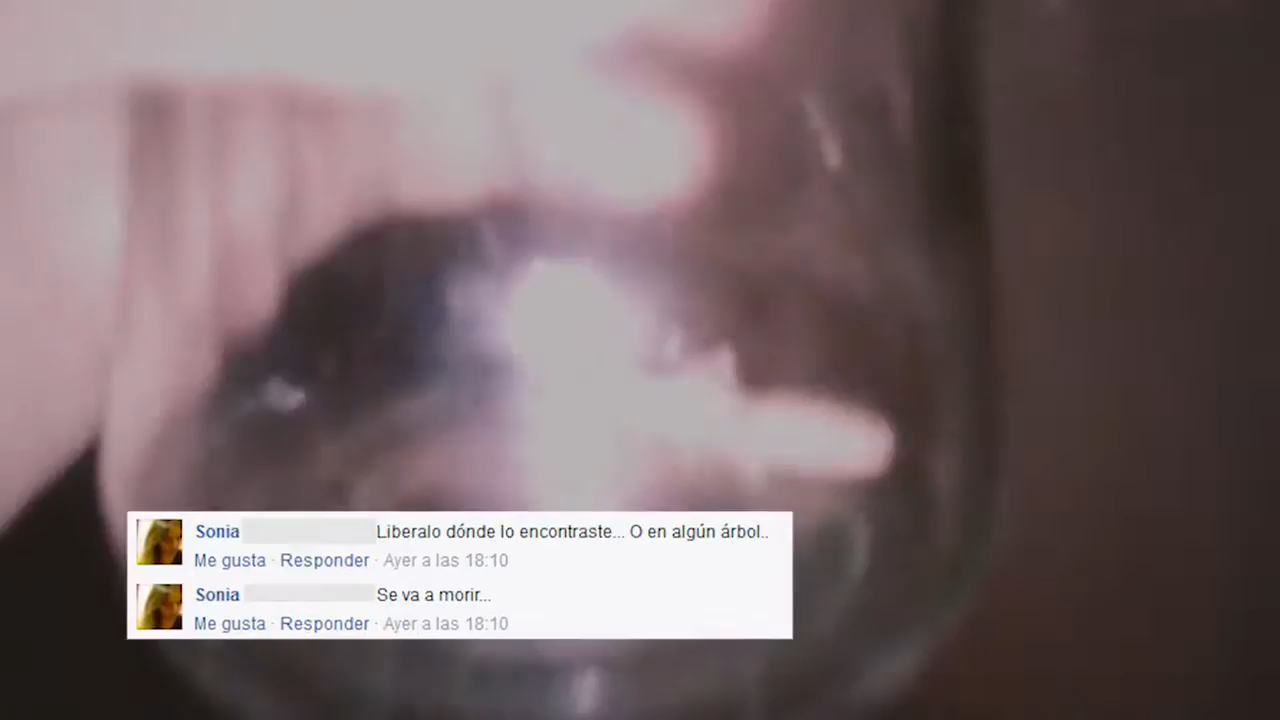 Sonia Liberalo dónde lo encontraste... O en algún árbol..
Me gusta · Responder · Ayer a las 18:10
Sonia Se va a morir...
Me gusta · Responder · Ayer a las 18:10